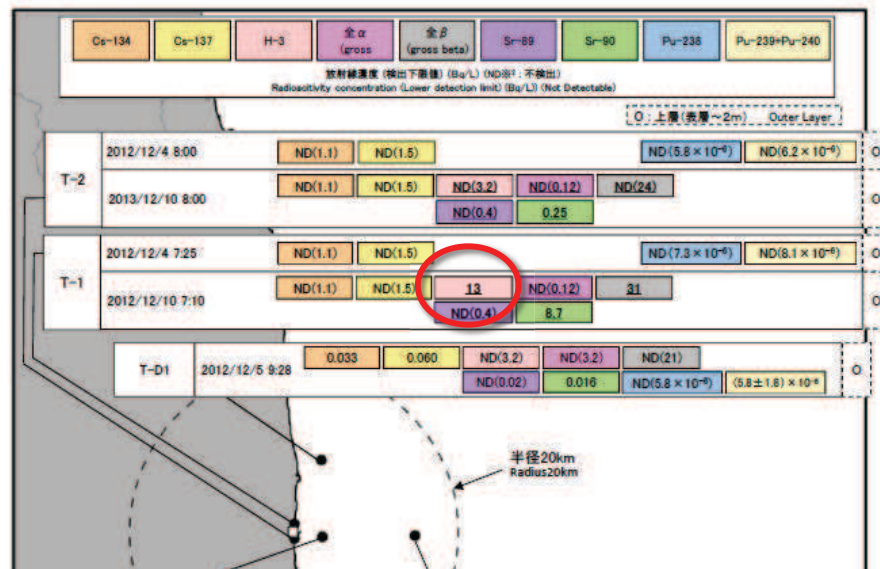 Cs-134 Cs-137 H-3 全α 全β Sr-89 Sr-90 Pu-238 Pu-239+Pu-240
(gross) (gross beta)
放射線濃度 (検出下限値) (Bq/L) (ND※²:不検出)
Radioacitivity concentration (Lower detection limit) (Bq/L)) (Not Detectable)
O:上層(表層~2m) Outer Layer
T-2
2012/12/4 8:00 ND(1.1) ND(1.5) ND(5.8×10⁻⁶) ND(6.2×10⁻⁶) O
2013/12/10 8:00 ND(1.1) ND(1.5) ND(3.2) ND(0.12) ND(24) O
ND(0.4) 0.25
T-1
2012/12/4 7:25 ND(1.1) ND(1.5) ND(7.3×10⁻⁶) ND(8.1×10⁻⁶) O
2012/12/10 7:10 ND(1.1) ND(1.5) 13 ND(0.12) 31 O
ND(0.4) 8.7
T-D1 2012/12/5 9:28 0.033 0.060 ND(3.2) ND(3.2) ND(21) O
ND(0.02) 0.016 ND(5.8×10⁻⁶) (5.8±1.8)×10⁻⁶
半径20km
Radius20km